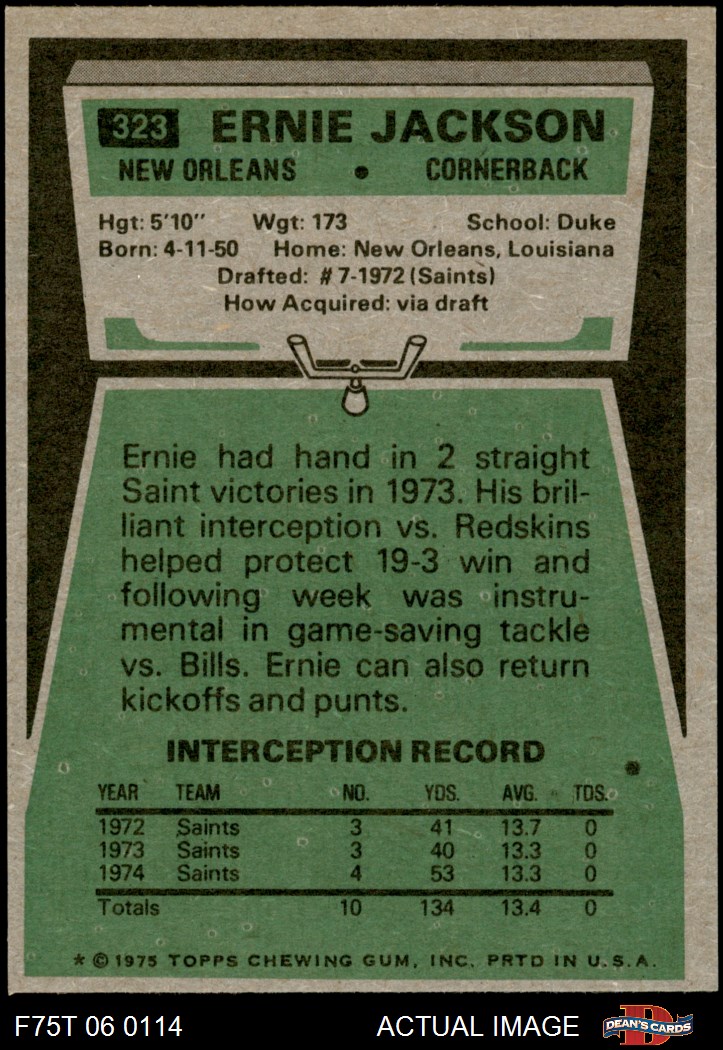 323 ERNIE JACKSON
NEW ORLEANS • CORNERBACK
Hgt: 5'10" Wgt: 173 School: Duke
Born: 4-11-50 Home: New Orleans, Louisiana
Drafted: #7-1972 (Saints)
How Acquired: via draft
Ernie had hand in 2 straight
Saint victories in 1973. His bril-
liant interception vs. Redskins
helped protect 19-3 win and
following week was instru-
mental in game-saving tackle
vs. Bills. Ernie can also return
kickoffs and punts.
INTERCEPTION RECORD
YEAR TEAM NO. YDS. AVG. TDS.
1972 Saints 3 41 13.7 0
1973 Saints 3 40 13.3 0
1974 Saints 4 53 13.3 0
Totals 10 134 13.4 0
* © 1975 TOPPS CHEWING GUM, INC. PRTD IN U.S.A.
F75T 06 0114 ACTUAL IMAGE DEAN'S CARDS